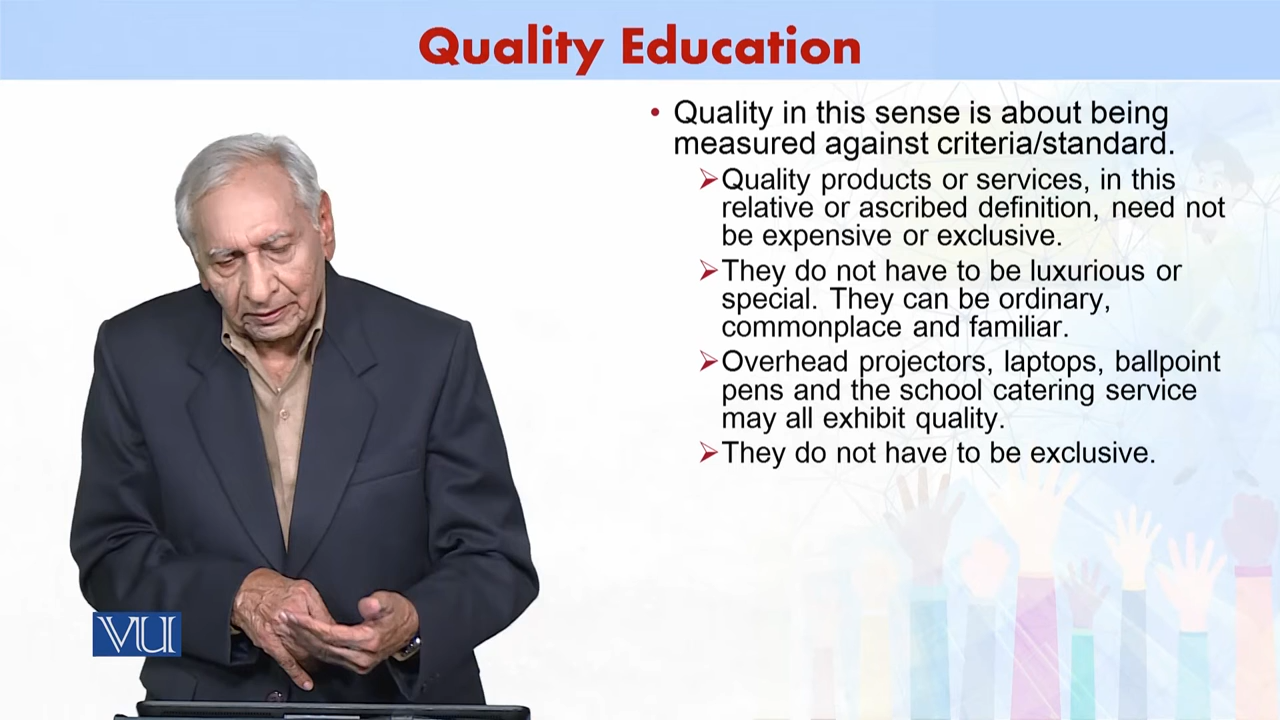 Quality Education
• Quality in this sense is about being
measured against criteria/standard.
➢Quality products or services, in this
relative or ascribed definition, need not
be expensive or exclusive.
➢They do not have to be luxurious or
special. They can be ordinary,
commonplace and familiar.
➢Overhead projectors, laptops, ballpoint
pens and the school catering service
may all exhibit quality.
➢They do not have to be exclusive.
VU